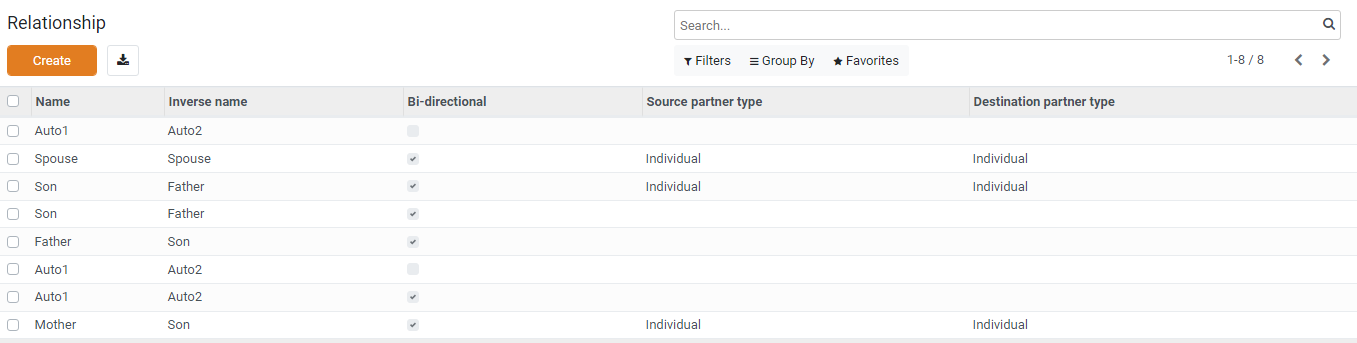 Relationship
Search...
Create
Filters Group By Favorites 1-8 / 8
Name Inverse name Bi-directional Source partner type Destination partner type
Auto1 Auto2
Spouse Spouse Individual Individual
Son Father Individual Individual
Son Father
Father Son
Auto1 Auto2
Auto1 Auto2
Mother Son Individual Individual